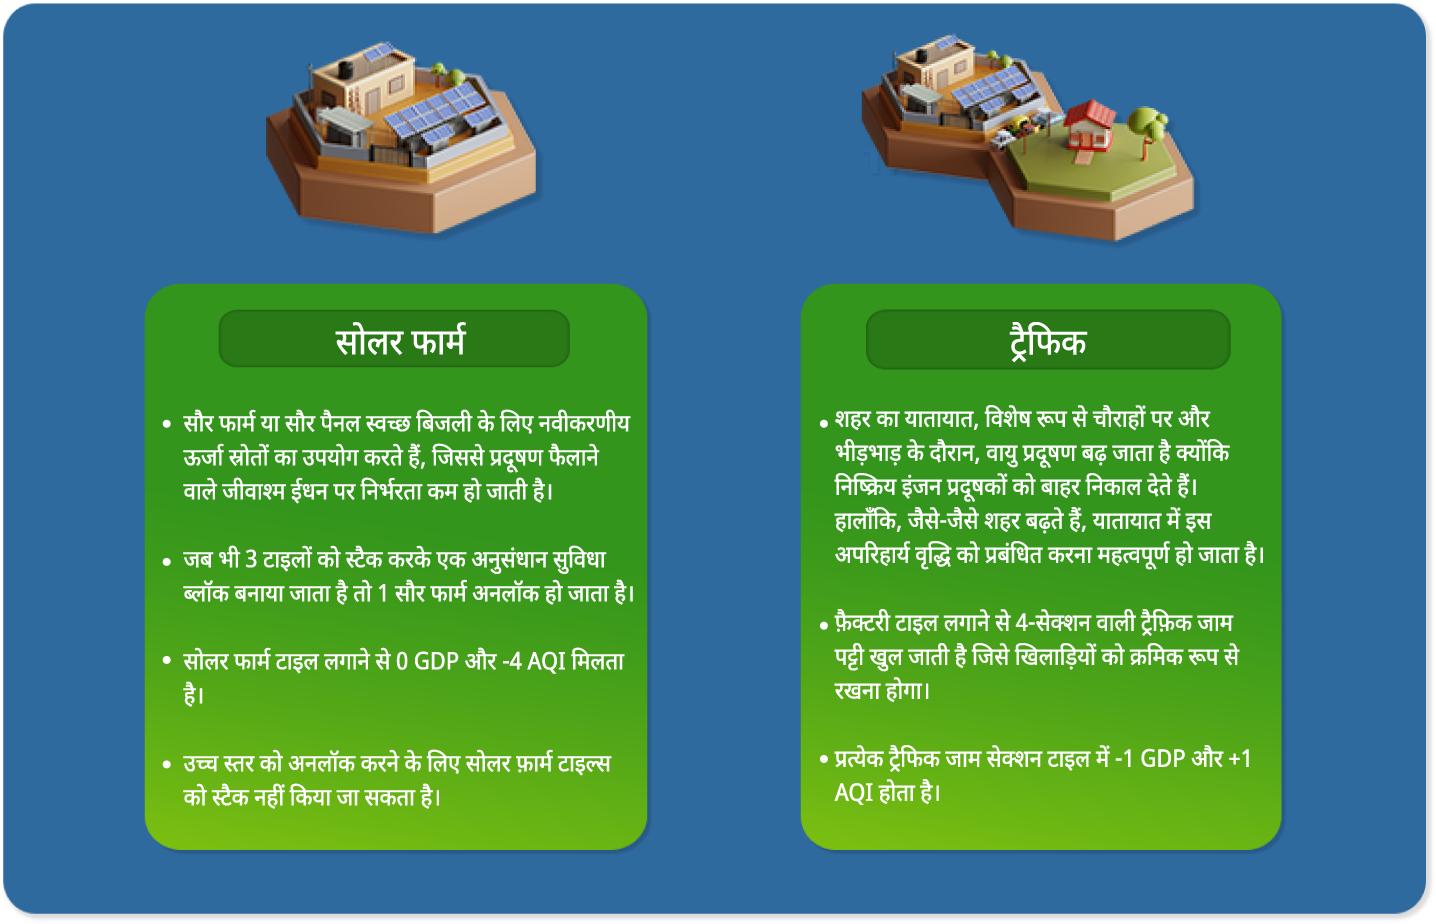 सोलर फार्म
• सौर फार्म या सौर पैनल स्वच्छ बिजली के लिए नवीकरणीय
ऊर्जा स्रोतों का उपयोग करते हैं, जिससे प्रदूषण फैलाने
वाले जीवाश्म ईधन पर निर्भरता कम हो जाती है।
• जब भी 3 टाइलों को स्टैक करके एक अनुसंधान सुविधा
ब्लॉक बनाया जाता है तो 1 सौर फार्म अनलॉक हो जाता है।
• सोलर फार्म टाइल लगाने से 0 GDP और -4 AQI मिलता
है।
• उच्च स्तर को अनलॉक करने के लिए सोलर फ़ार्म टाइल्स
को स्टैक नहीं किया जा सकता है।
ट्रैफिक
• शहर का यातायात, विशेष रूप से चौराहों पर और
भीड़भाड़ के दौरान, वायु प्रदूषण बढ़ जाता है क्योंकि
निष्क्रिय इंजन प्रदूषकों को बाहर निकाल देते हैं।
हालाँकि, जैसे-जैसे शहर बढ़ते हैं, यातायात में इस
अपरिहार्य वृद्धि को प्रबंधित करना महत्वपूर्ण हो जाता है।
• फ़ैक्टरी टाइल लगाने से 4-सेक्शन वाली ट्रैफ़िक जाम
पट्टी खुल जाती है जिसे खिलाड़ियों को क्रमिक रूप से
रखना होगा।
• प्रत्येक ट्रैफिक जाम सेक्शन टाइल में -1 GDP और +1
AQI होता है।